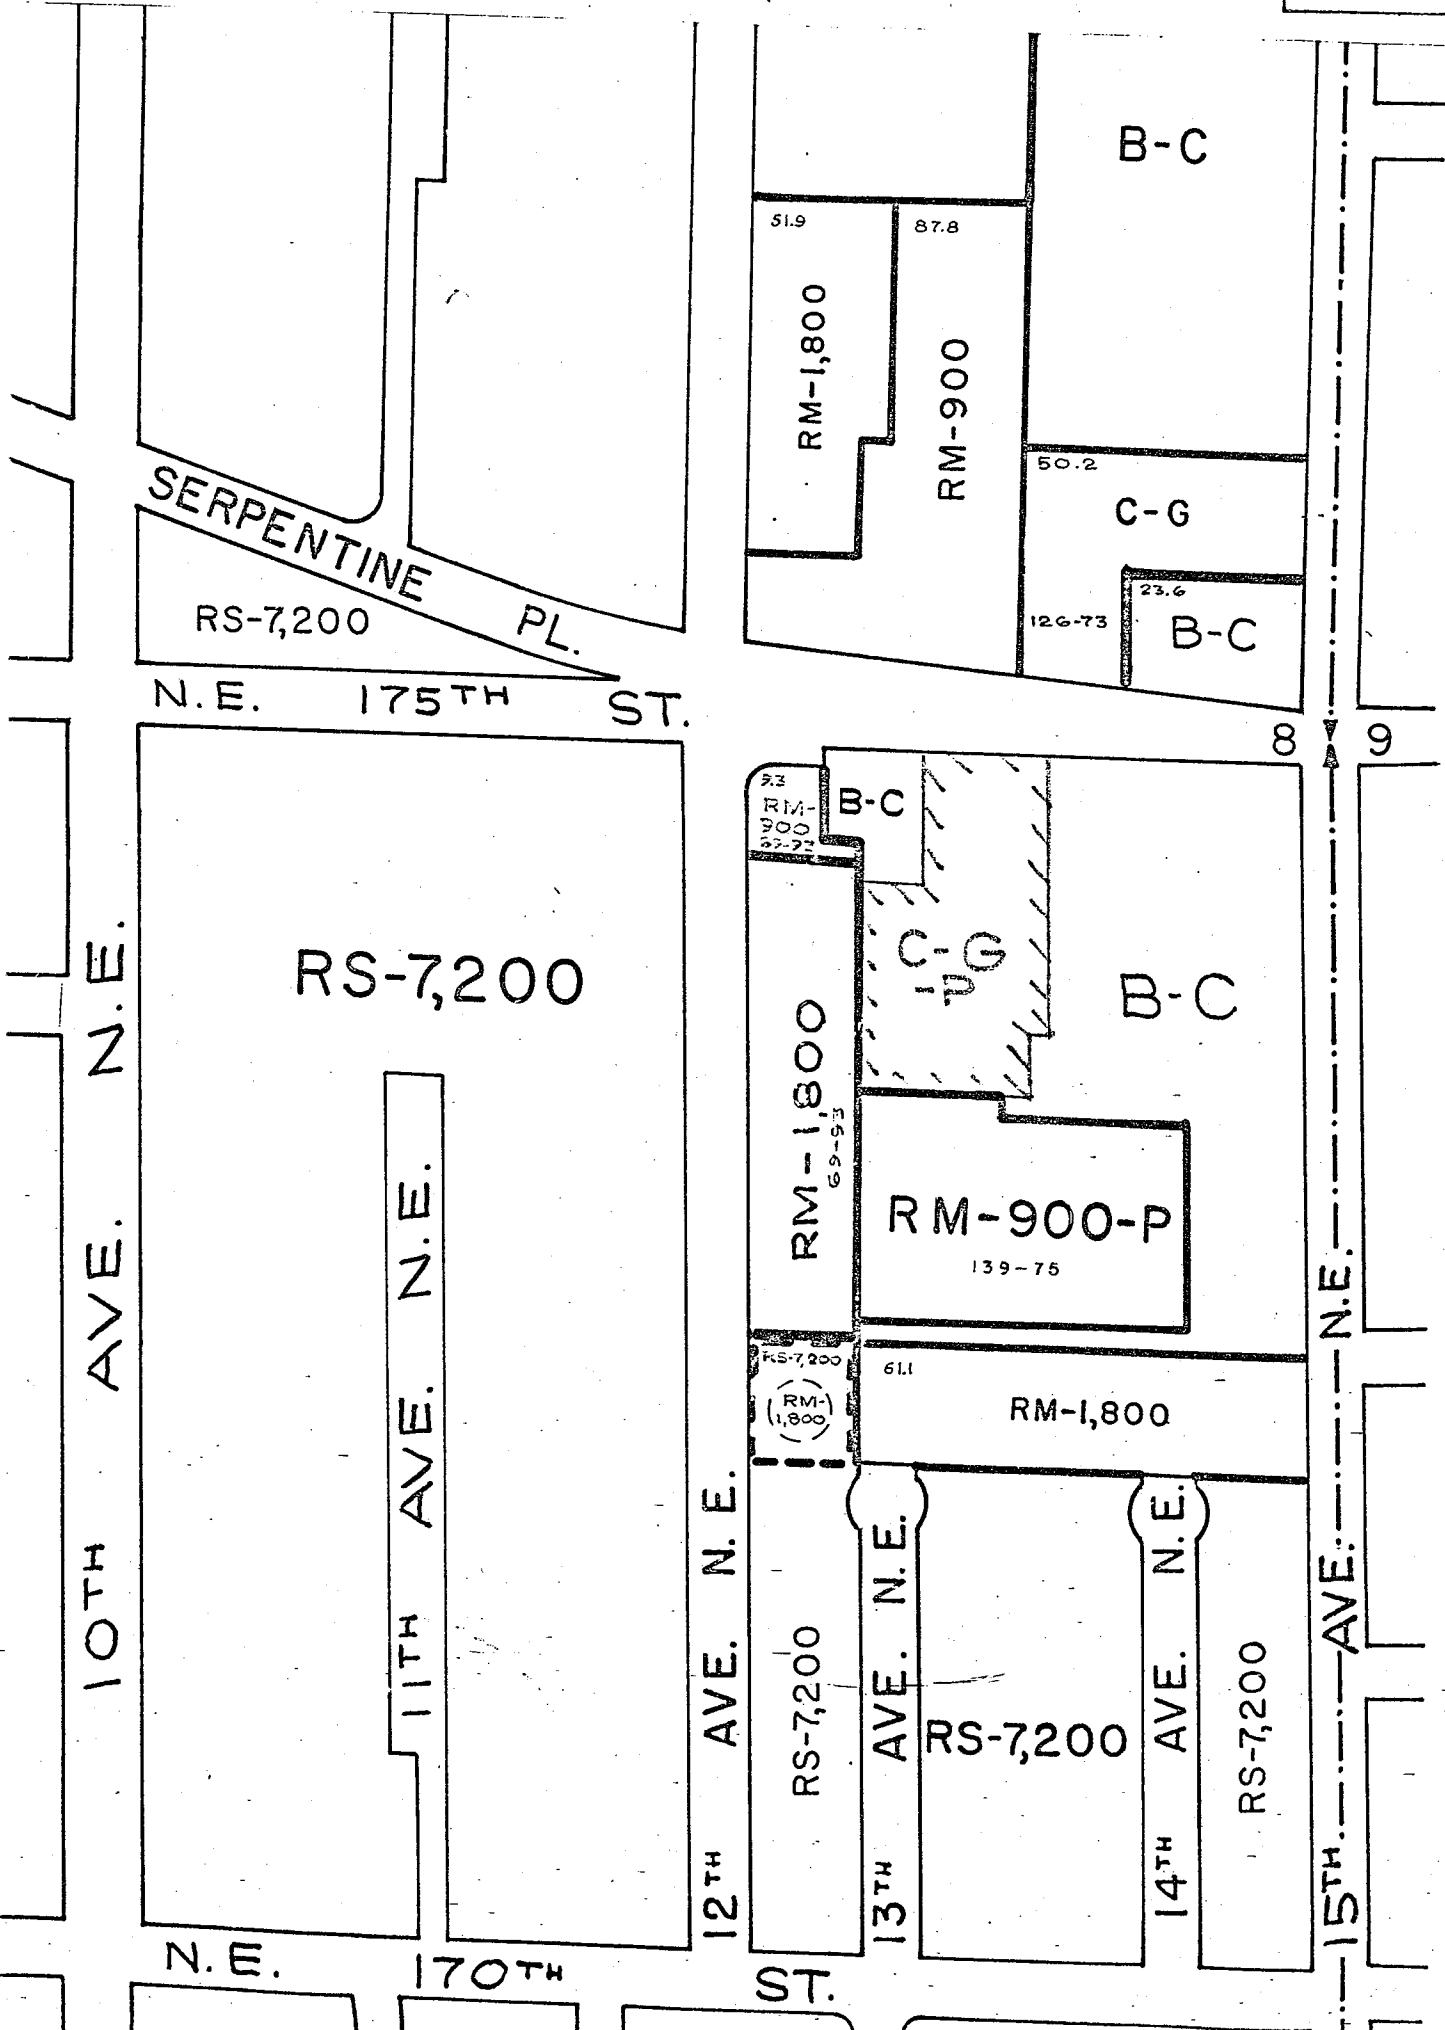 B-C
51.9
87.8
RM-1,800
RM-900
50.2
C-G
23.6
126-73
B-C
SERPENTINE PL.
RS-7,200
N.E. 175TH ST.
8 9
9.3
RM-
900
B-C
C-G
-P
B-C
RS-7,200
RM-1,800
69-93
RM-900-P
139-75
RS-7,200
RM-
1,800
61.1
RM-1,800
10TH AVE. N.E.
11TH AVE. N.E.
12TH AVE. N.E.
RS-7,200
13TH AVE. N.E.
RS-7,200
14TH AVE. N.E.
RS-7,200
15TH AVE. N.E.
N.E. 170TH ST.